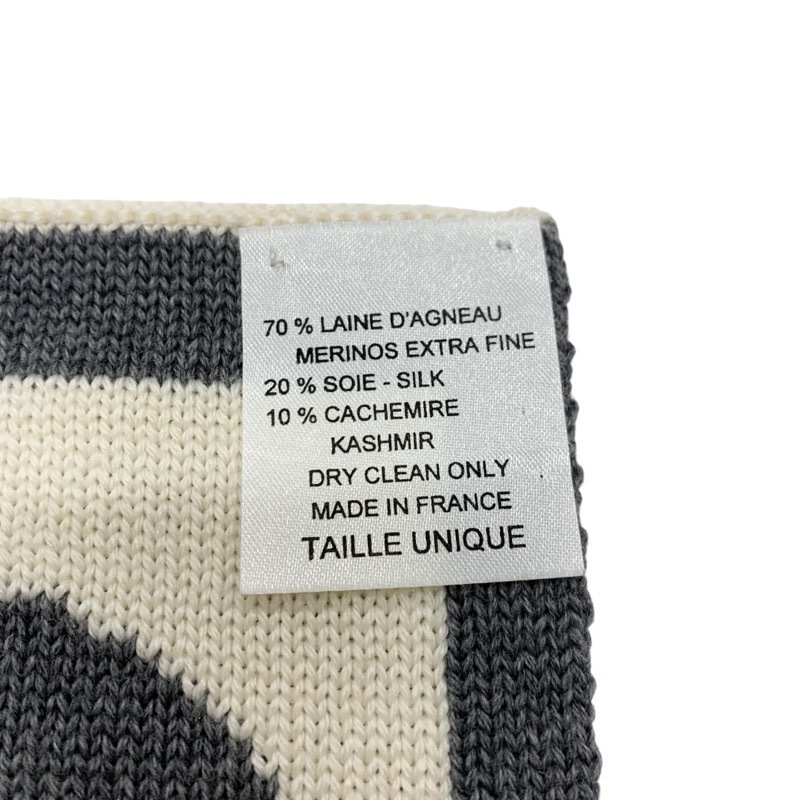 70 % LAINE D'AGNEAU
MERINOS EXTRA FINE
20 % SOIE - SILK
10 % CACHEMIRE
KASHMIR
DRY CLEAN ONLY
MADE IN FRANCE
TAILLE UNIQUE